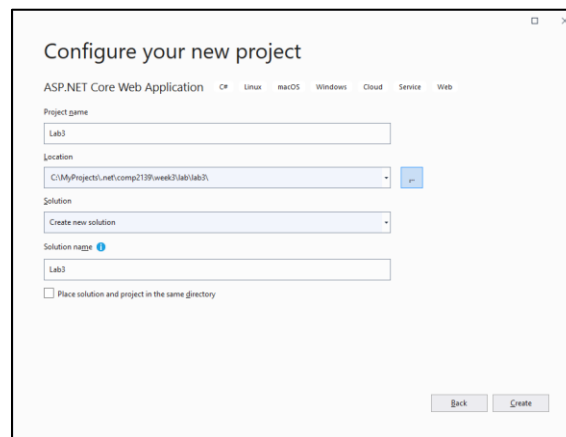 Configure your new project
ASP.NET Core Web Application C# Linux macOS Windows Cloud Service Web
Project name
Lab3
Location
C:\MyProjects\.net\comp2139\week3\lab\lab3\
...
Solution
Create new solution
Solution name
Lab3
Place solution and project in the same directory
Back Create